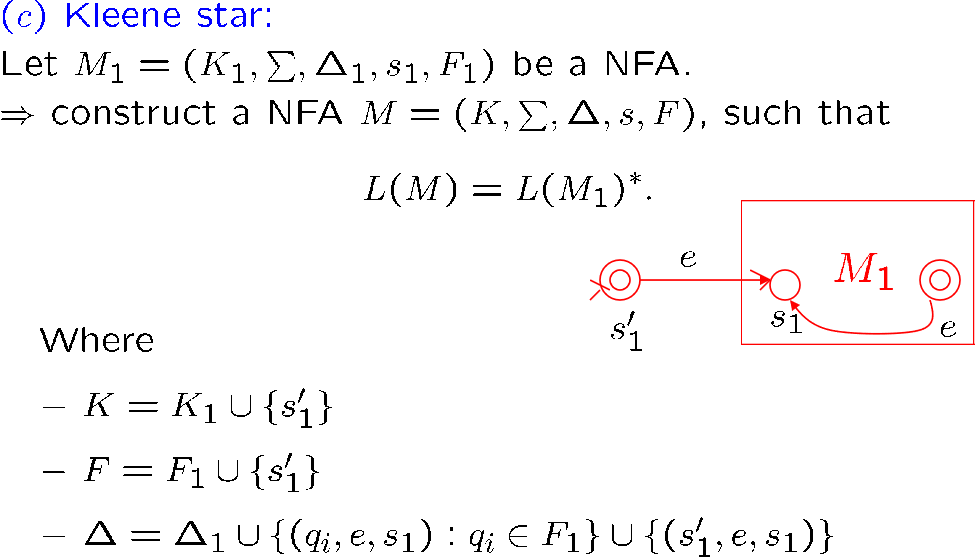 (c) Kleene star:
Let M₁ = (K₁, ∑, Δ₁, s₁, F₁) be a NFA.
⇒ construct a NFA M = (K, ∑, Δ, s, F), such that
L(M) = L(M₁)*.
e
M₁
s′₁
s₁
e
Where
– K = K₁ ∪ {s′₁}
– F = F₁ ∪ {s′₁}
– Δ = Δ₁ ∪ {(qᵢ, e, s₁) : qᵢ ∈ F₁} ∪ {(s′₁, e, s₁)}